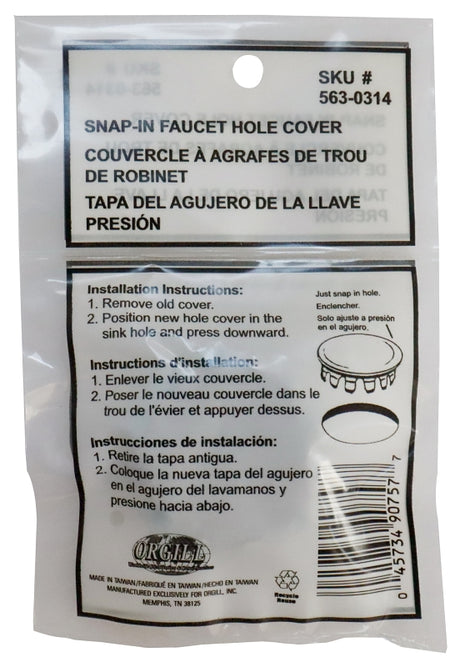 SKU #
563-0314
SNAP-IN FAUCET HOLE COVER
COUVERCLE À AGRAFES DE TROU
DE ROBINET
TAPA DEL AGUJERO DE LA LLAVE
PRESIÓN
Installation Instructions:
1. Remove old cover.
2. Position new hole cover in the
sink hole and press downward.
Just snap in hole.
Enclencher.
Solo ajuste a presión
en el agujero.
Instructions d'installation:
1. Enlever le vieux couvercle.
2. Poser le nouveau couvercle dans le
trou de l'évier et appuyer dessus.
Instrucciones de instalación:
1. Retire la tapa antigua.
2. Coloque la nueva tapa del agujero
en el agujero del lavamanos y
presione hacia abajo.
ORGILL
MADE IN TAIWAN/FABRIQUÉ EN TAIWAN/HECHO EN TAIWAN
MANUFACTURED EXCLUSIVELY FOR ORGILL, INC.
MEMPHIS, TN 38125
Recycle
Reuse
0 45734 90757 7